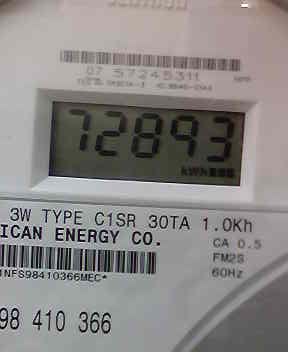 07 57245311
72893
kWh
3W TYPE C1SR 30TA 1.0Kh
ICAN ENERGY CO.
CA 0.5
FM2S
60Hz
1NFS98410366MEC*
98 410 366